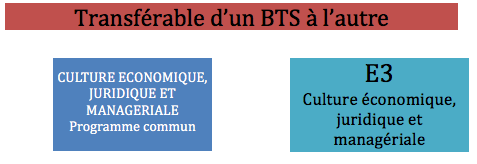 Transférable d’un BTS à l’autre
CULTURE ECONOMIQUE,
JURIDIQUE ET
MANAGERIALE
Programme commun
E3
Culture économique,
juridique et
managériale